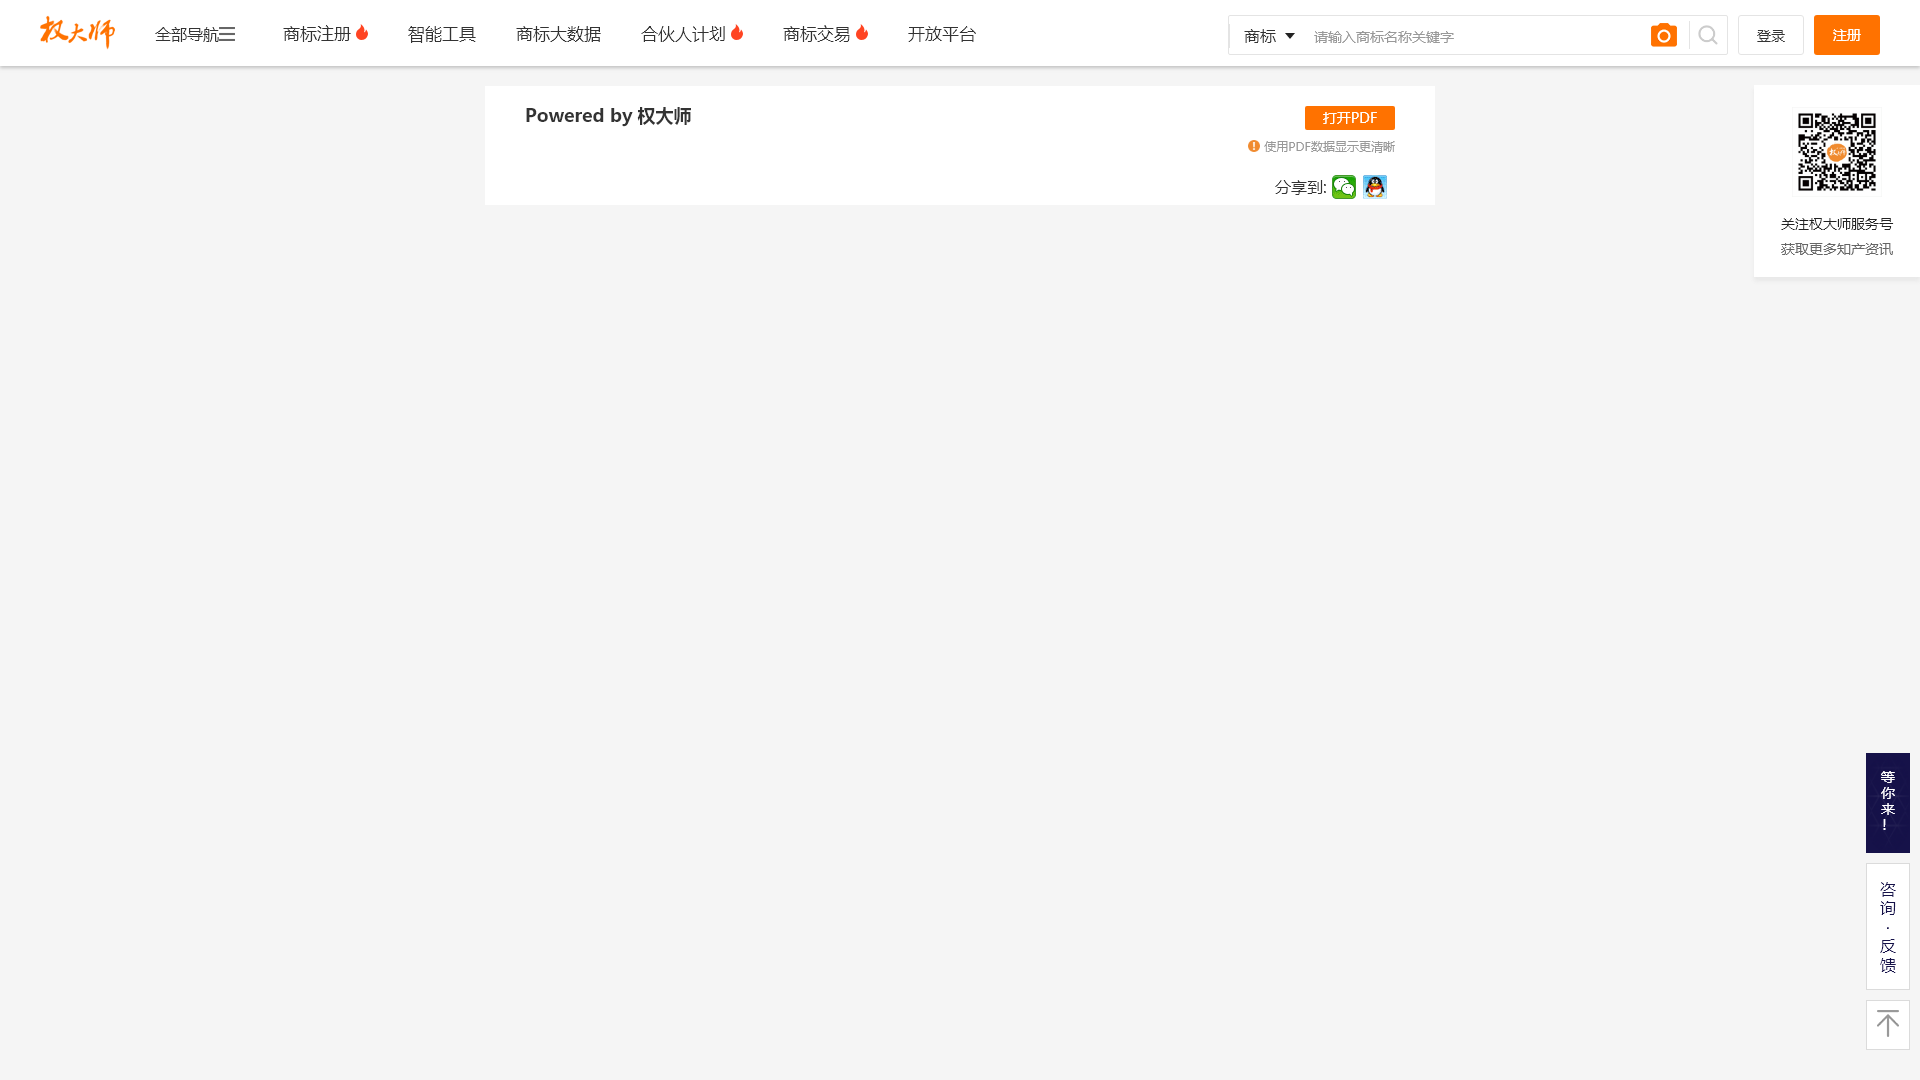 权大师
全部导航
商标注册
智能工具
商标大数据
合伙人计划
商标交易
开放平台
商标
请输入商标名称关键字
登录
注册
Powered by 权大师
打开PDF
使用PDF数据显示更清晰
分享到:
关注权大师服务号
获取更多知产资讯
等你来！
咨询·反馈